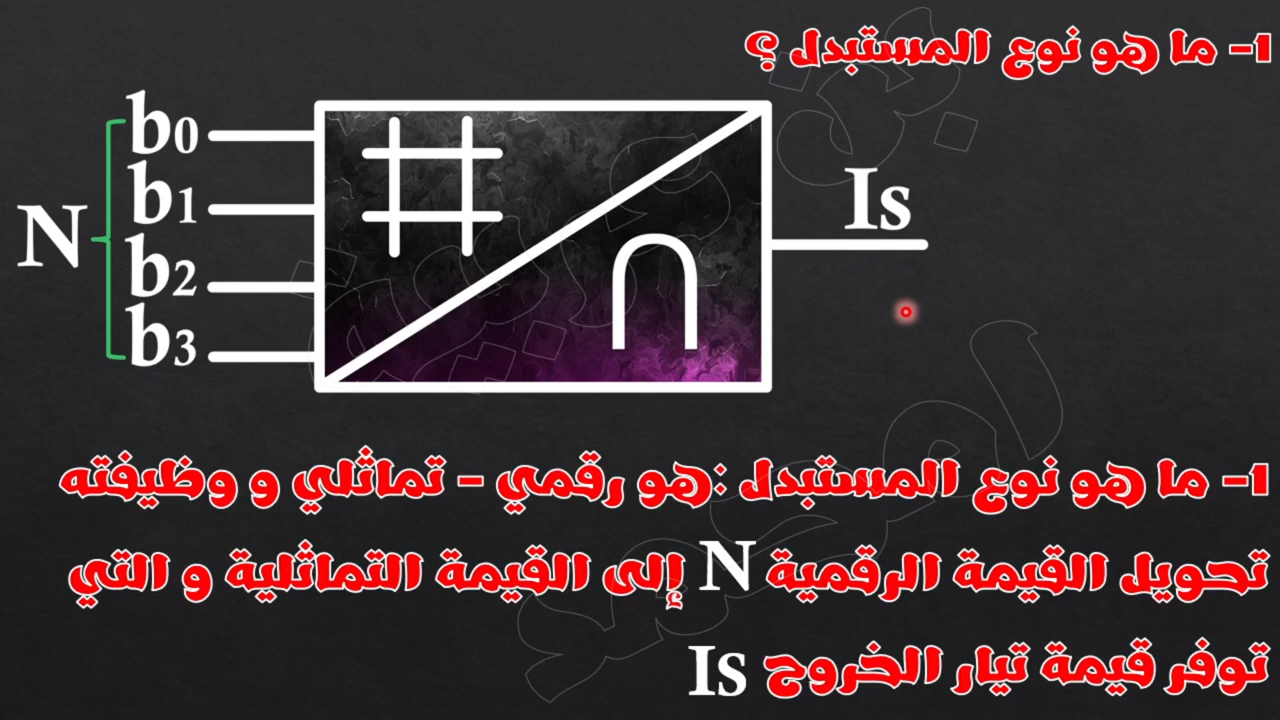 1- ما هو نوع المستبدل ؟
b0
b1
N
b2
b3
#
∩
Is
1- ما هو نوع المستبدل :هو رقمي - تماثلي و وظيفته
تحويل القيمة الرقمية N إلى القيمة التماثلية و التي
توفر قيمة تيار الخروج Is